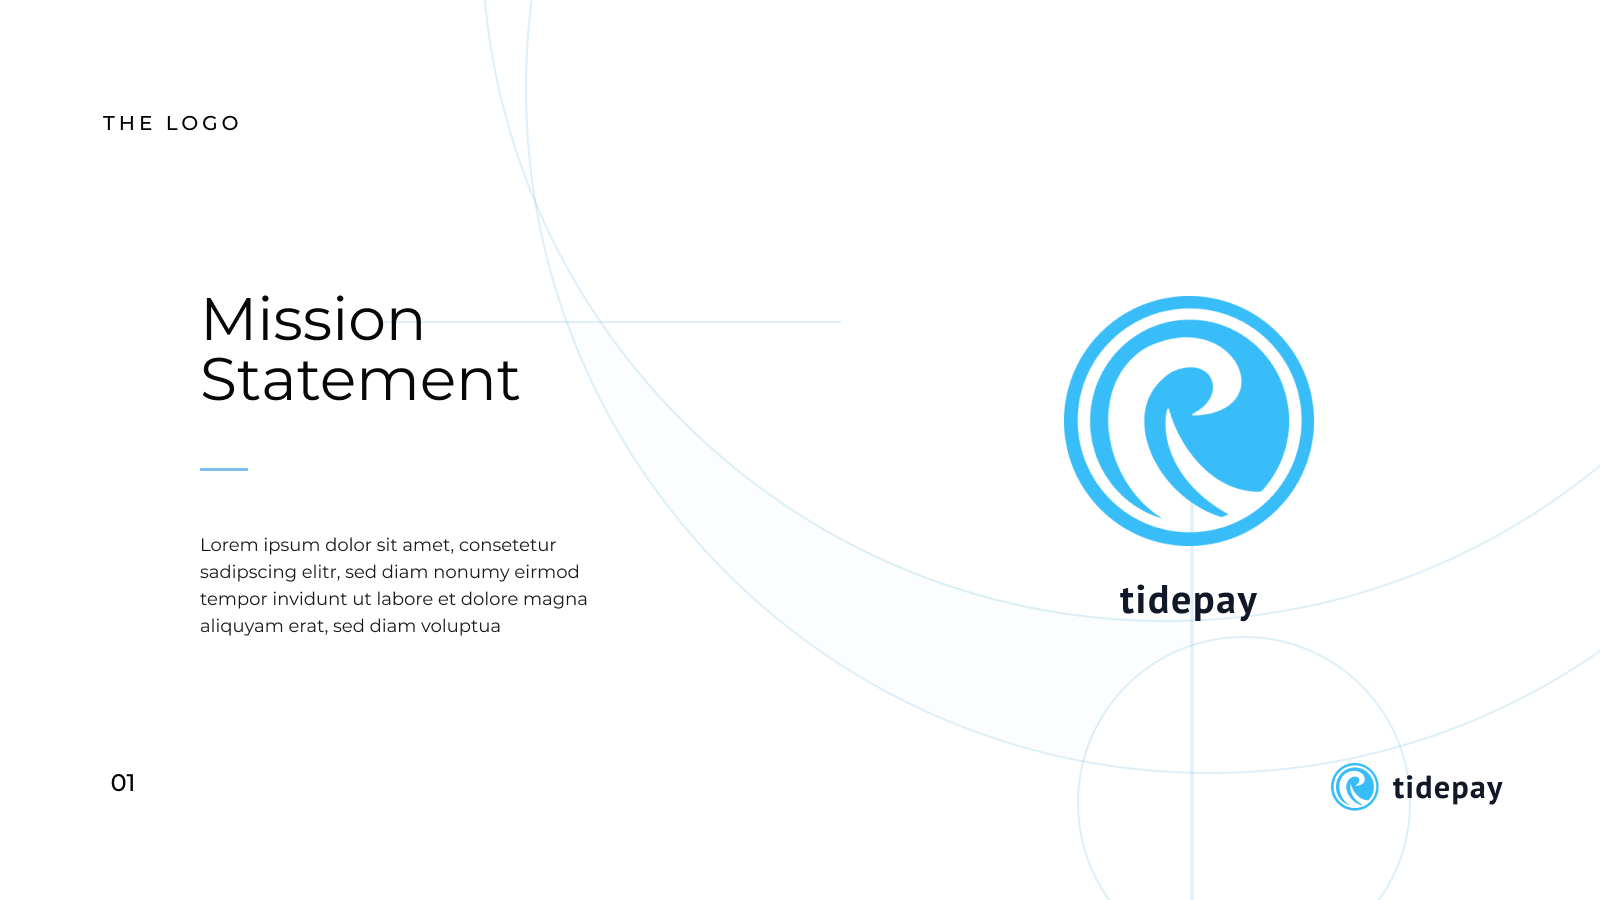 THE LOGO
Mission
Statement
Lorem ipsum dolor sit amet, consetetur
sadipscing elitr, sed diam nonumy eirmod
tempor invidunt ut labore et dolore magna
aliquyam erat, sed diam voluptua
tidepay
01
tidepay